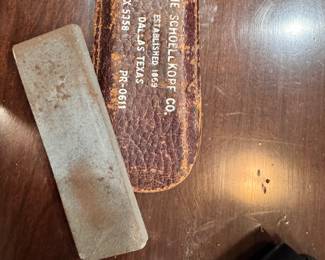 SCHOELLKOPF CO.
ESTABLISHED 1869
DALLAS TEXAS
X 5358 PR-0611